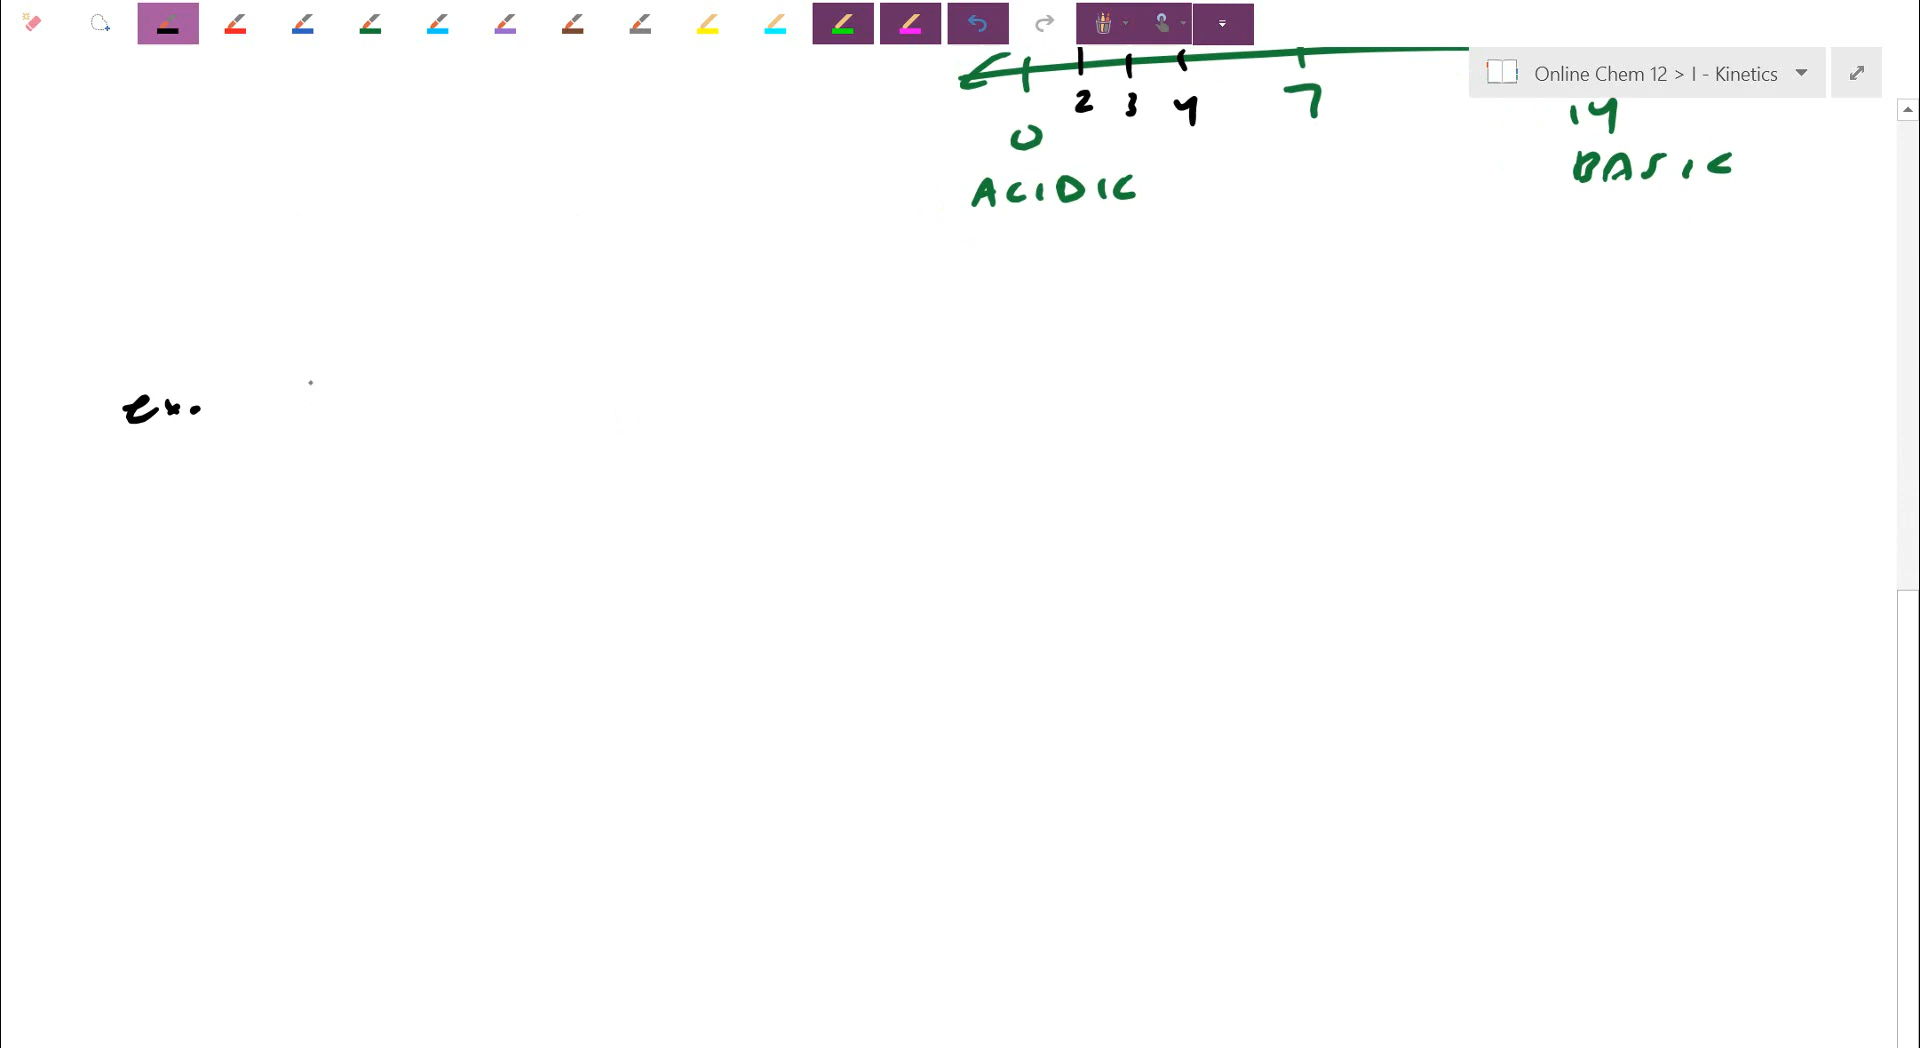 Online Chem 12 > I - Kinetics
2 3 4 7
0 14
ACIDIC BASIC
ex.